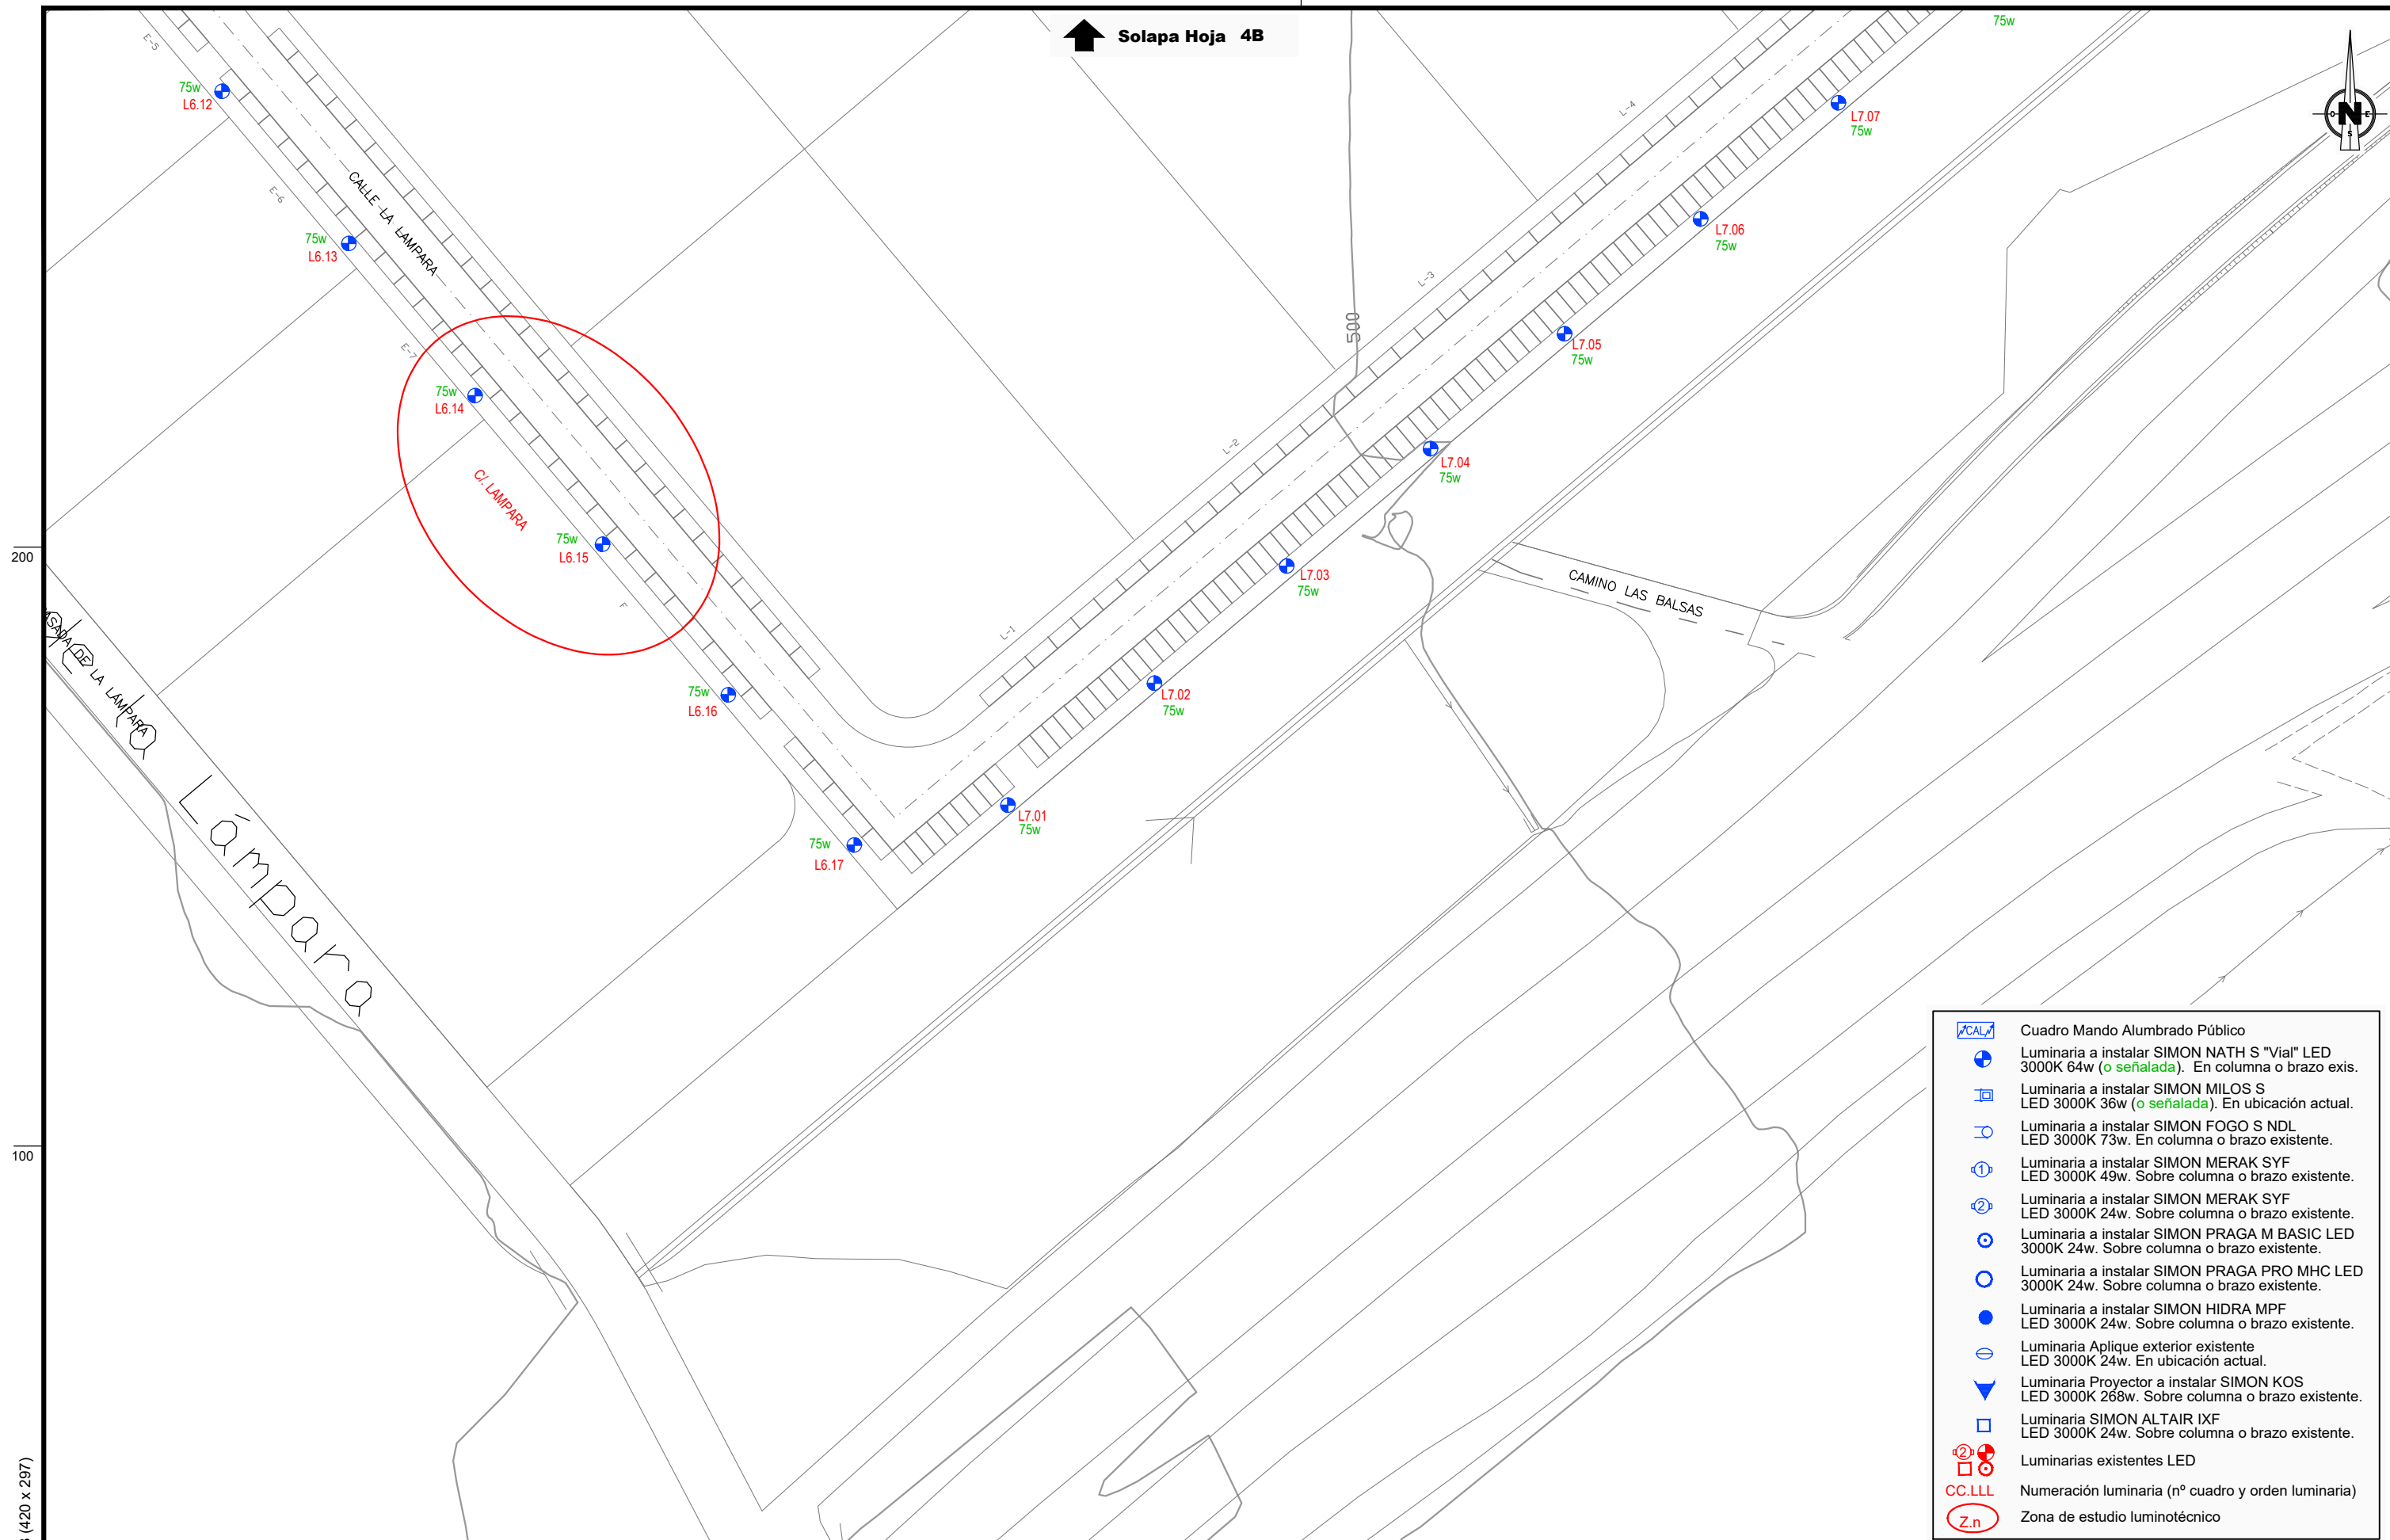 Solapa Hoja 4B
75w
E-5
75w
L6.12
N
O
E
S
L-4
L7.07
75w
E-6
CALLE LA LAMPARA
75w
L6.13
L7.06
75w
L-3
500
E-7
L7.05
75w
75w
L6.14
L-2
L7.04
75w
C/. LAMPARA
200
75w
L6.15
L7.03
75w
CAMINO LAS BALSAS
F
L-1
DE LA LÁMPARA
75w
L6.16
L7.02
75w
Lámpara
L7.01
75w
75w
L6.17
100
(420 x 297)
CAL
Cuadro Mando Alumbrado Público
Luminaria a instalar SIMON NATH S "Vial" LED
3000K 64w (o señalada). En columna o brazo exis.
Luminaria a instalar SIMON MILOS S
LED 3000K 36w (o señalada). En ubicación actual.
Luminaria a instalar SIMON FOGO S NDL
LED 3000K 73w. En columna o brazo existente.
1
Luminaria a instalar SIMON MERAK SYF
LED 3000K 49w. Sobre columna o brazo existente.
2
Luminaria a instalar SIMON MERAK SYF
LED 3000K 24w. Sobre columna o brazo existente.
Luminaria a instalar SIMON PRAGA M BASIC LED
3000K 24w. Sobre columna o brazo existente.
Luminaria a instalar SIMON PRAGA PRO MHC LED
3000K 24w. Sobre columna o brazo existente.
Luminaria a instalar SIMON HIDRA MPF
LED 3000K 24w. Sobre columna o brazo existente.
Luminaria Aplique exterior existente
LED 3000K 24w. En ubicación actual.
Luminaria Proyector a instalar SIMON KOS
LED 3000K 268w. Sobre columna o brazo existente.
Luminaria SIMON ALTAIR IXF
LED 3000K 24w. Sobre columna o brazo existente.
2
Luminarias existentes LED
CC.LLL Numeración luminaria (nº cuadro y orden luminaria)
Z.n Zona de estudio luminotécnico